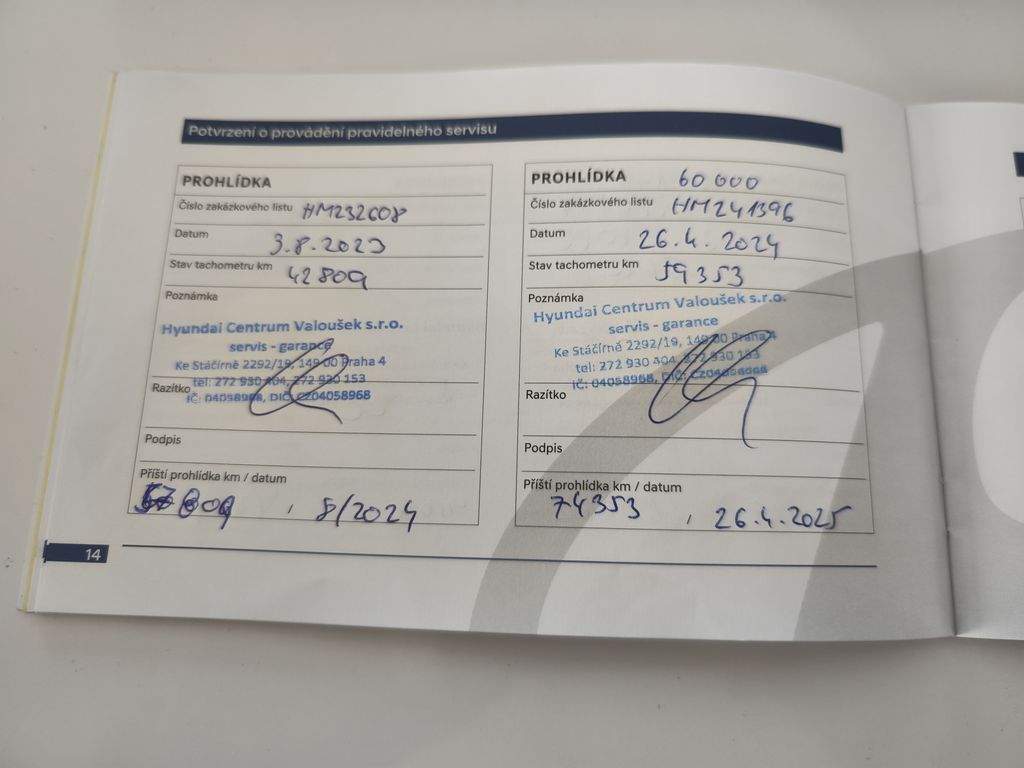 Potvrzení o provádění pravidelného servisu
PROHLÍDKA
Číslo zakázkového listu HM232608
Datum 3.8.2023
Stav tachometru km 42809
Poznámka
Hyundai Centrum Valoušek s.r.o.
servis - garance
Ke Stáčírně 2292/19, 149 00 Praha 4
tel: 272 930 404, 272 930 153
Razítko
IČ: 04058968, DIČ: CZ04058968
Podpis
Příští prohlídka km / datum
809 , 8/2024
PROHLÍDKA 60 000
Číslo zakázkového listu HM241396
Datum 26.4. 2024
Stav tachometru km 59353
Poznámka
Hyundai Centrum Valoušek s.r.o.
servis - garance
Ke Stáčírně 2292/19, 149 00 Praha 4
tel: 272 930 404, 272 930 153
IČ: 04058968, DIČ: CZ04058968
Razítko
Podpis
Příští prohlídka km / datum
74353 , 26.4.2025
14